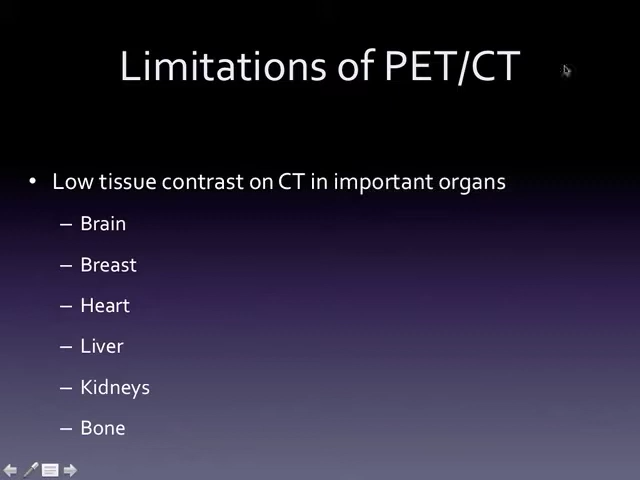 Limitations of PET/CT
• Low tissue contrast on CT in important organs
– Brain
– Breast
– Heart
– Liver
– Kidneys
– Bone